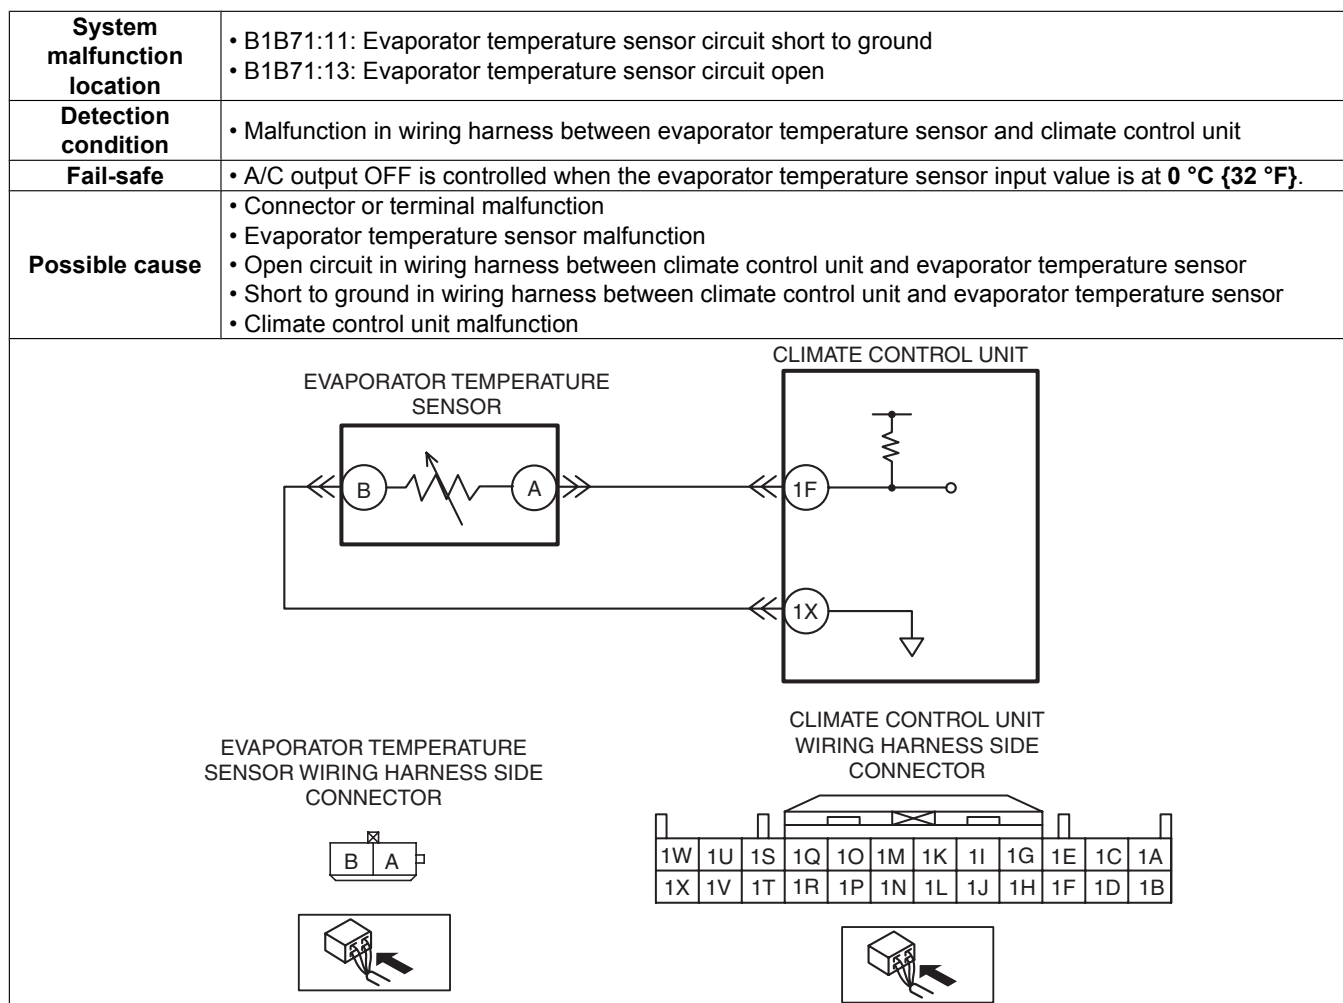 System
malfunction
location
• B1B71:11: Evaporator temperature sensor circuit short to ground
• B1B71:13: Evaporator temperature sensor circuit open
Detection
condition
• Malfunction in wiring harness between evaporator temperature sensor and climate control unit
Fail-safe
• A/C output OFF is controlled when the evaporator temperature sensor input value is at 0 °C {32 °F}.
Possible cause
• Connector or terminal malfunction
• Evaporator temperature sensor malfunction
• Open circuit in wiring harness between climate control unit and evaporator temperature sensor
• Short to ground in wiring harness between climate control unit and evaporator temperature sensor
• Climate control unit malfunction
CLIMATE CONTROL UNIT
EVAPORATOR TEMPERATURE
SENSOR
B A 1F
1X
EVAPORATOR TEMPERATURE
SENSOR WIRING HARNESS SIDE
CONNECTOR
B A
CLIMATE CONTROL UNIT
WIRING HARNESS SIDE
CONNECTOR
1W 1U 1S 1Q 1O 1M 1K 1I 1G 1E 1C 1A
1X 1V 1T 1R 1P 1N 1L 1J 1H 1F 1D 1B